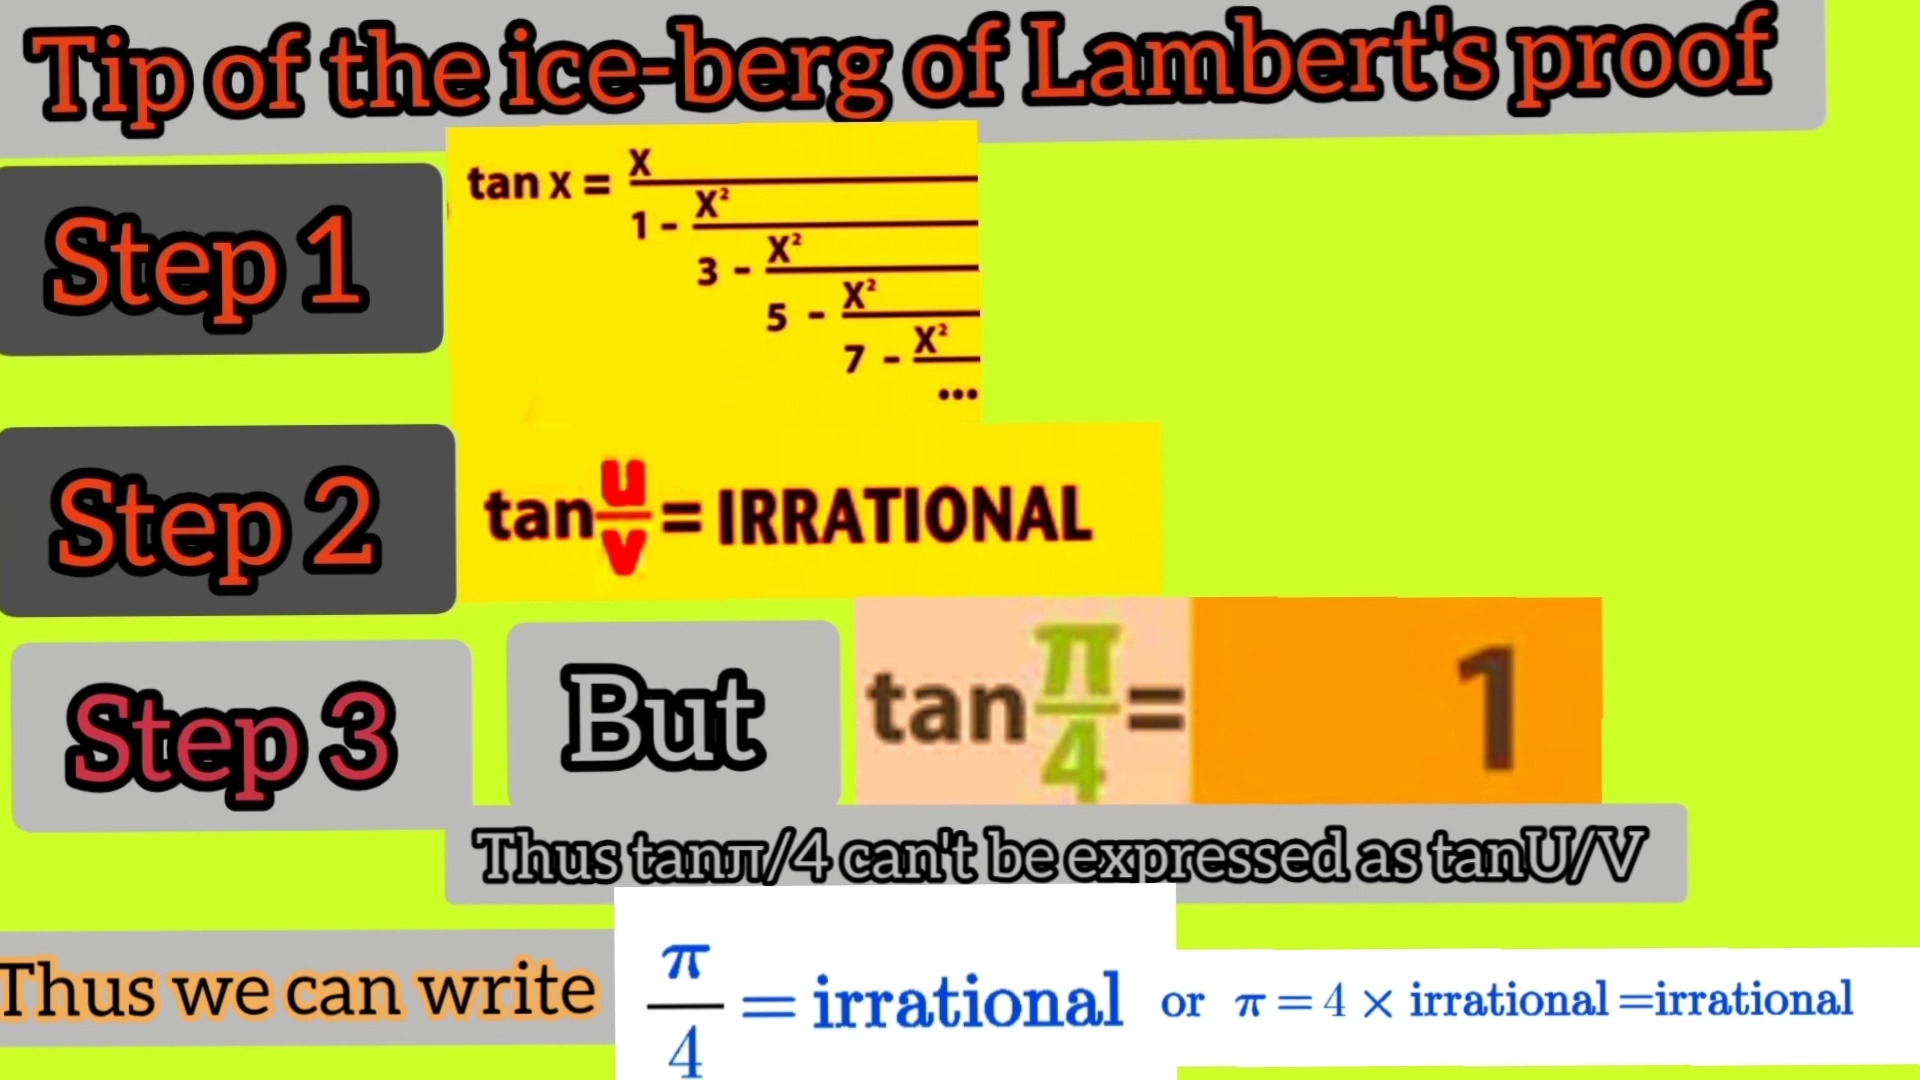 Tip of the ice-berg of Lambert's proof
Step 1
tan x = x
1 - x²
3 - x²
5 - x²
7 - x²
...
Step 2
tan u/v = IRRATIONAL
Step 3
But
tan π/4 = 1
Thus tanπ/4 can't be expressed as tanU/V
Thus we can write
π/4 = irrational or π = 4 × irrational =irrational